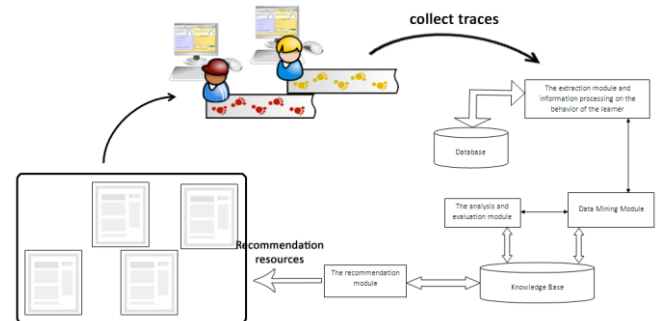 collect traces
The extraction module and
information processing on the
behavior of the learner
Database
The analysis and
evaluation module
Data Mining Module
Recommendation
resources
The recommendation
module
Knowledge Base